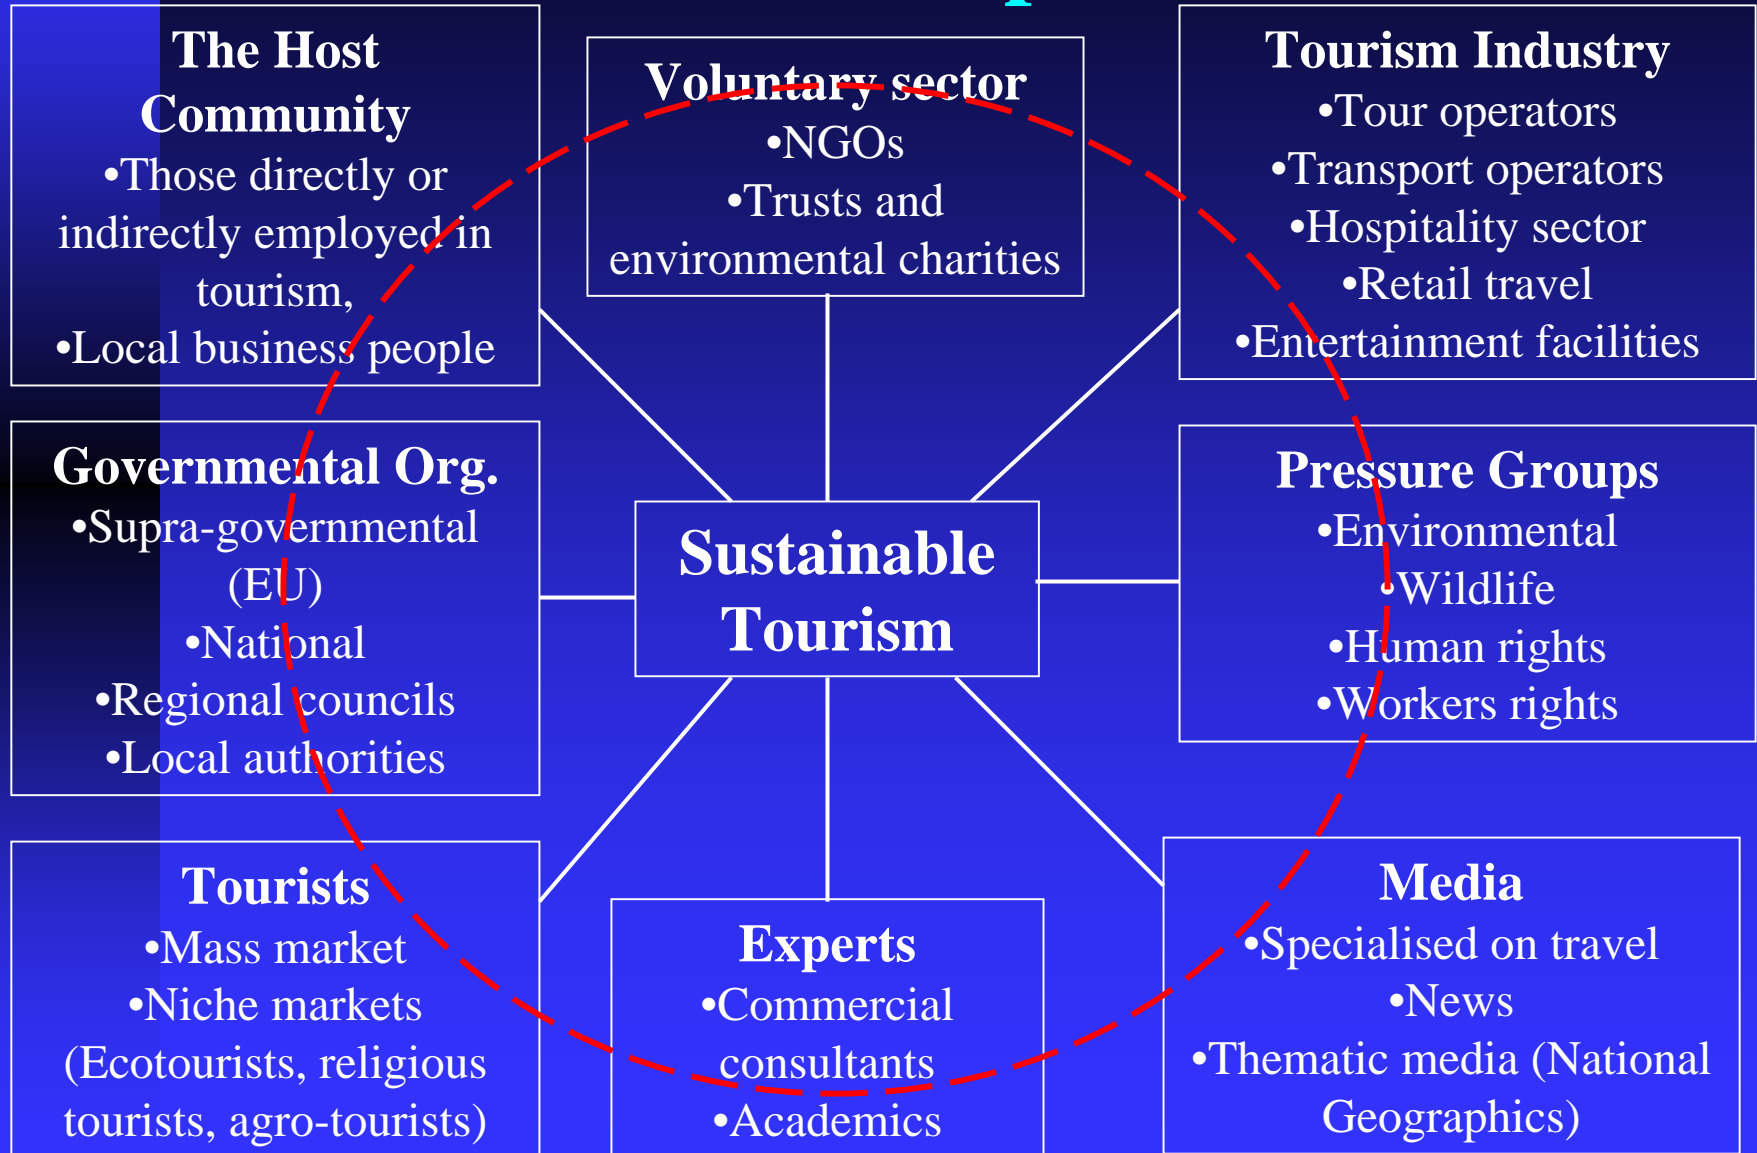 The Host
Community
•Those directly or
indirectly employed in
tourism,
•Local business people
Voluntary sector
•NGOs
•Trusts and
environmental charities
Tourism Industry
•Tour operators
•Transport operators
•Hospitality sector
•Retail travel
•Entertainment facilities
Governmental Org.
•Supra-governmental
(EU)
•National
•Regional councils
•Local authorities
Sustainable
Tourism
Pressure Groups
•Environmental
•Wildlife
•Human rights
•Workers rights
Tourists
•Mass market
•Niche markets
(Ecotourists, religious
tourists, agro-tourists)
Experts
•Commercial
consultants
•Academics
Media
•Specialised on travel
•News
•Thematic media (National
Geographics)